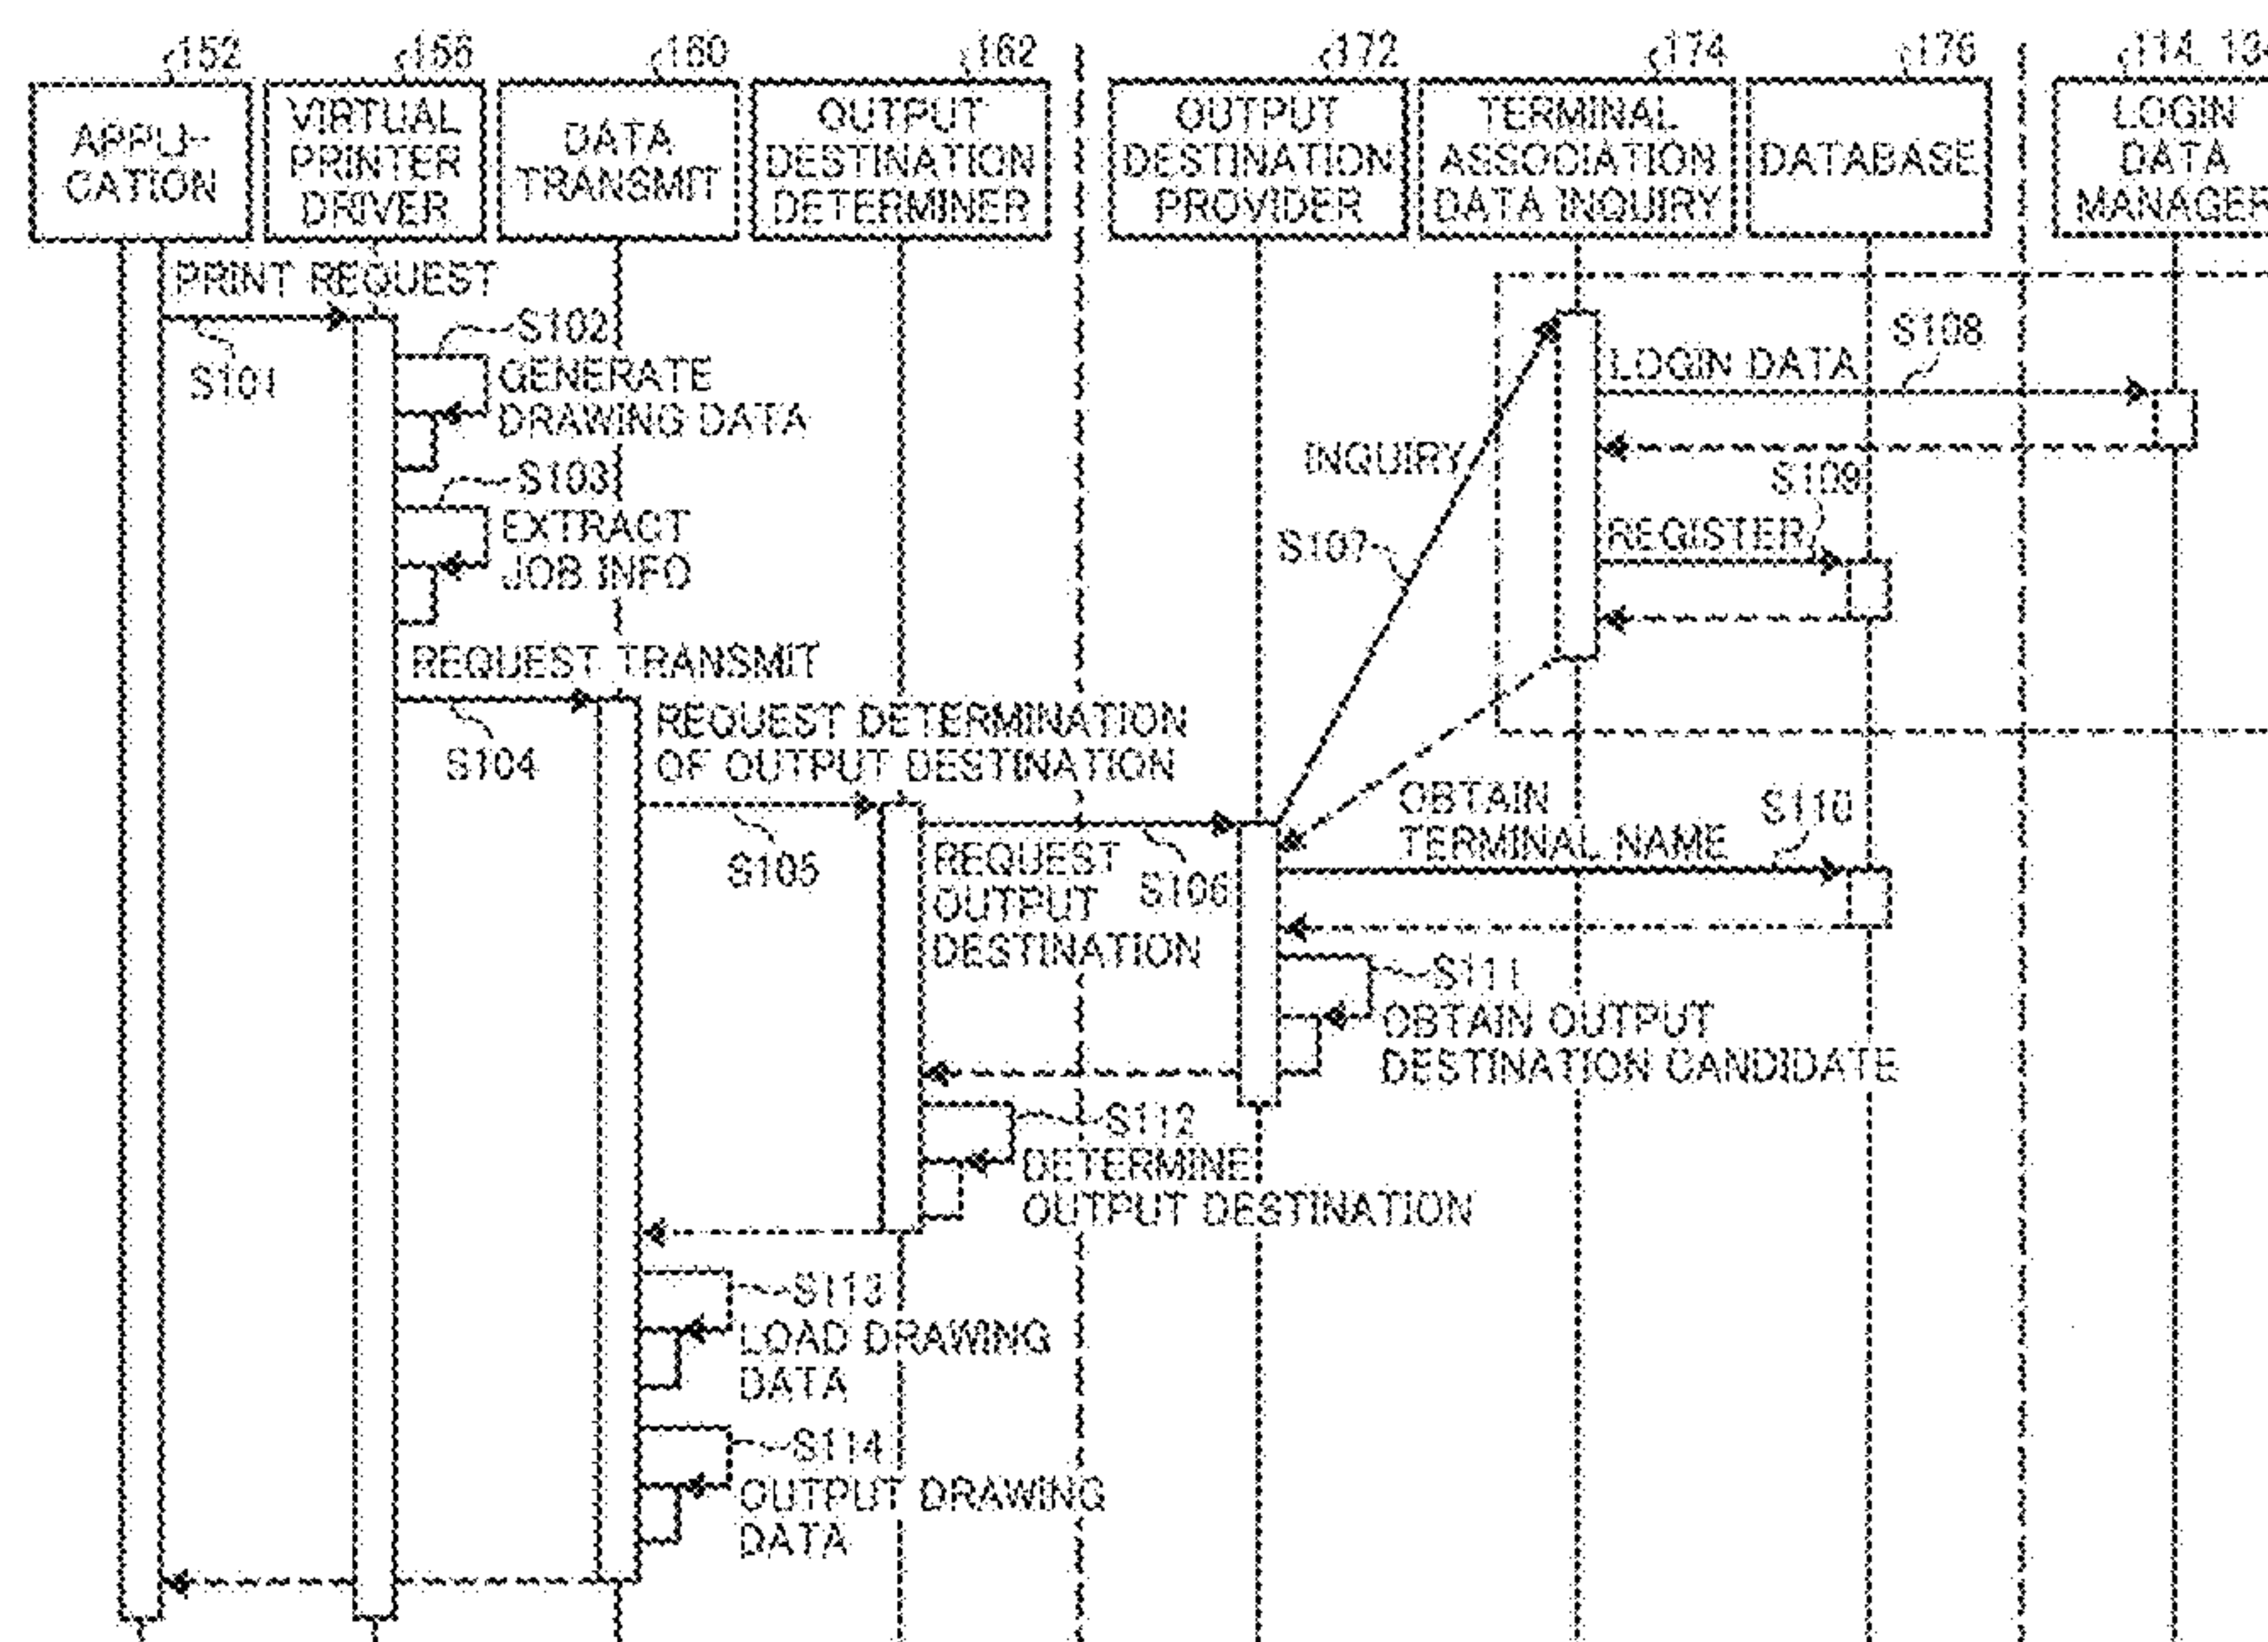 152
156
160
162
172
174
176
114, 134
APPLI-
CATION
VIRTUAL
PRINTER
DRIVER
DATA
TRANSMIT
OUTPUT
DESTINATION
DETERMINER
OUTPUT
DESTINATION
PROVIDER
TERMINAL
ASSOCIATION
DATA INQUIRY
DATABASE
LOGIN
DATA
MANAGER
PRINT REQUEST
S101
S102
GENERATE
DRAWING DATA
S103
EXTRACT
JOB INFO
REQUEST TRANSMIT
S104
REQUEST DETERMINATION
OF OUTPUT DESTINATION
S105
REQUEST
OUTPUT
DESTINATION
S106
INQUIRY
S107
LOGIN DATA
S108
S109
REGISTER
OBTAIN
TERMINAL NAME
S110
S111
OBTAIN OUTPUT
DESTINATION CANDIDATE
S112
DETERMINE
OUTPUT DESTINATION
S113
LOAD DRAWING
DATA
S114
OUTPUT DRAWING
DATA